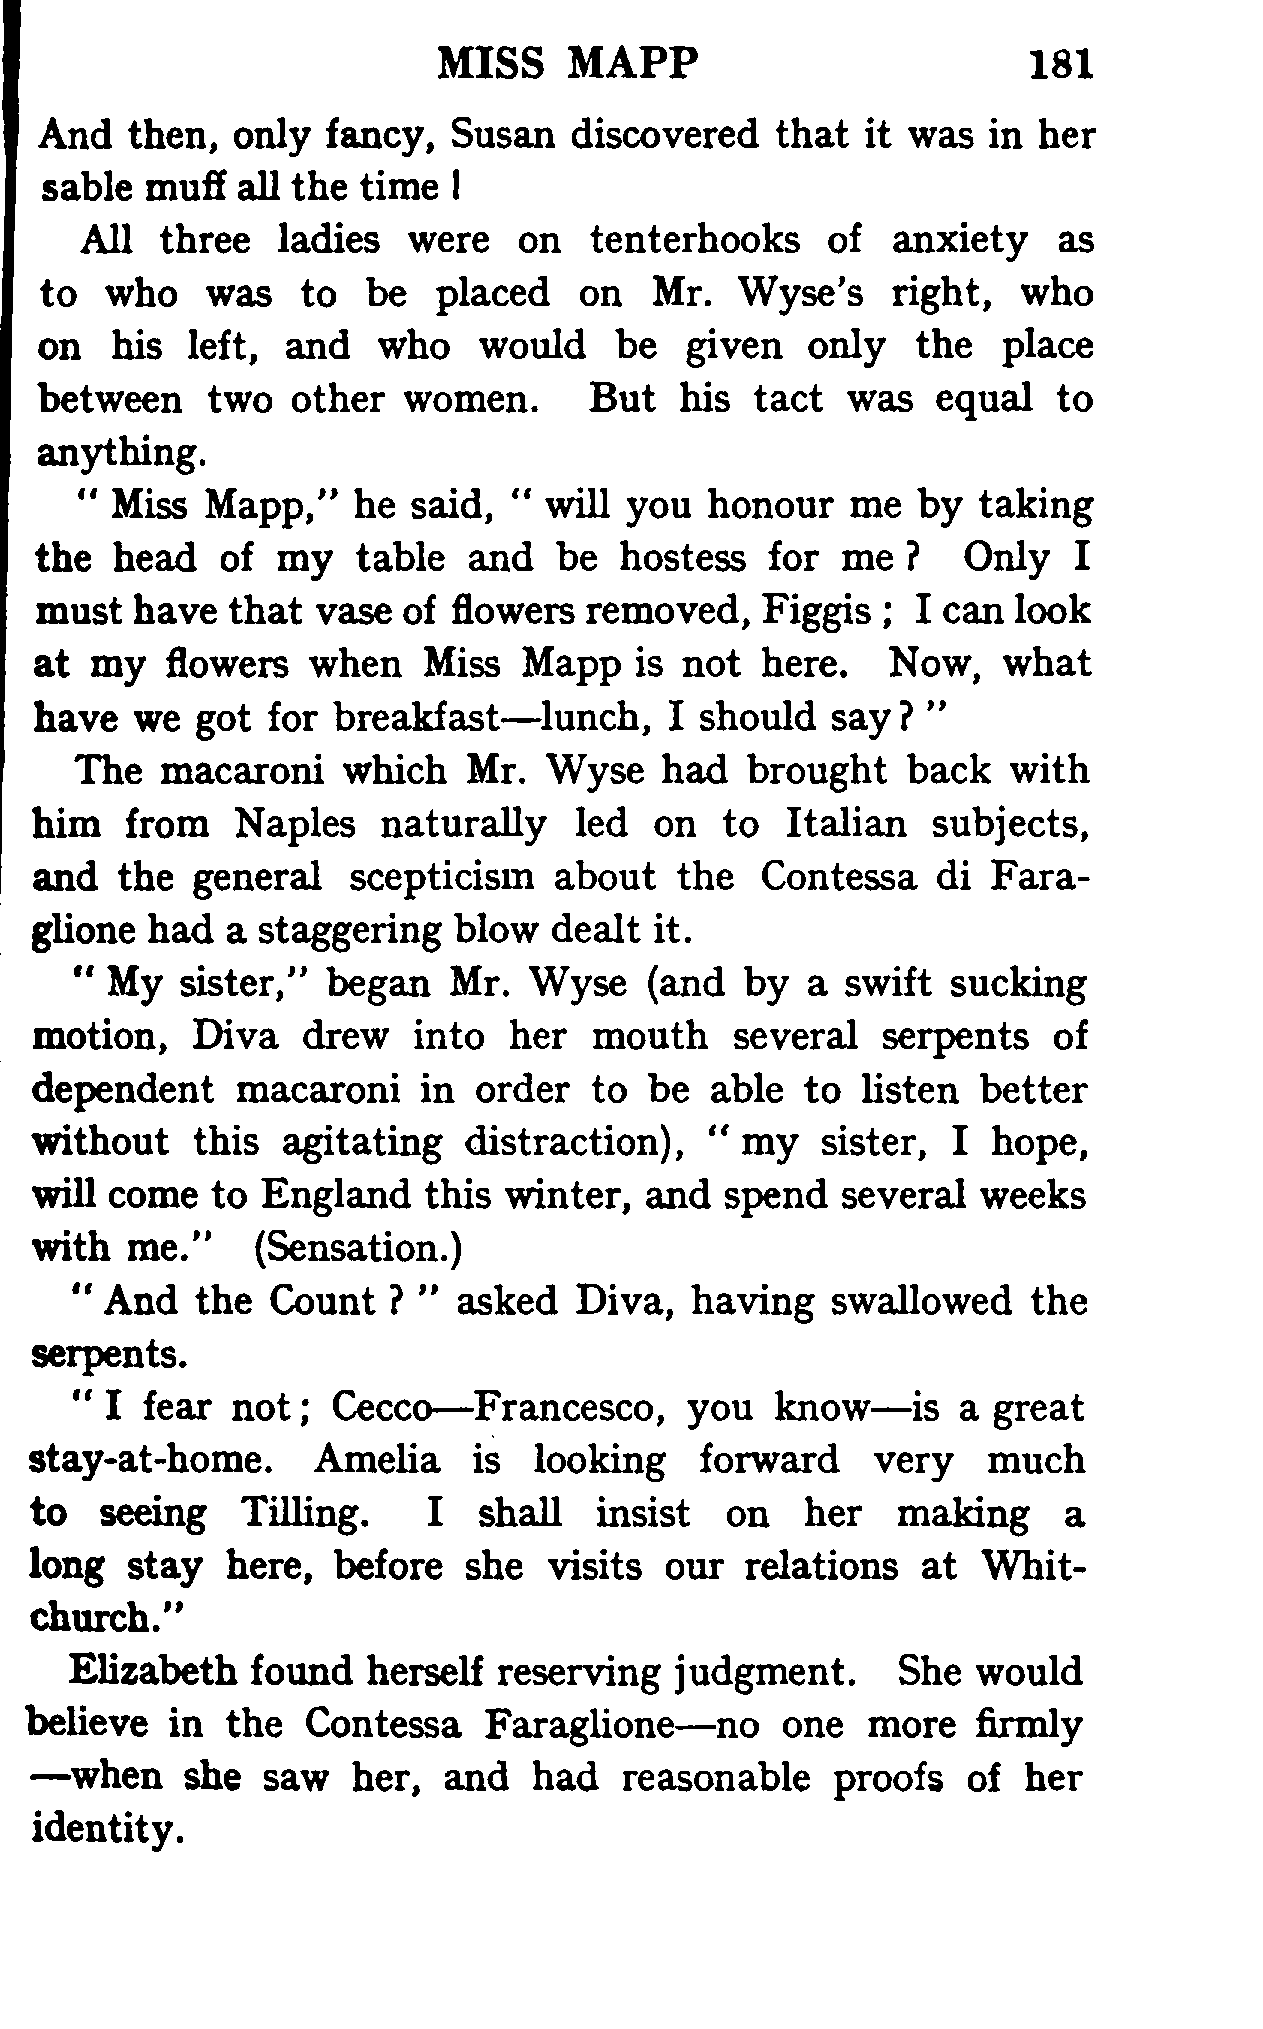 MISS MAPP 181
And then, only fancy, Susan discovered that it was in her
sable muff all the time !
All three ladies were on tenterhooks of anxiety as
to who was to be placed on Mr. Wyse's right, who
on his left, and who would be given only the place
between two other women. But his tact was equal to
anything.
" Miss Mapp," he said, " will you honour me by taking
the head of my table and be hostess for me ? Only I
must have that vase of flowers removed, Figgis ; I can look
at my flowers when Miss Mapp is not here. Now, what
have we got for breakfast—lunch, I should say ? "
The macaroni which Mr. Wyse had brought back with
him from Naples naturally led on to Italian subjects,
and the general scepticism about the Contessa di Fara-
glione had a staggering blow dealt it.
" My sister," began Mr. Wyse (and by a swift sucking
motion, Diva drew into her mouth several serpents of
dependent macaroni in order to be able to listen better
without this agitating distraction), " my sister, I hope,
will come to England this winter, and spend several weeks
with me." (Sensation.)
" And the Count ? " asked Diva, having swallowed the
serpents.
" I fear not ; Cecco—Francesco, you know—is a great
stay-at-home. Amelia is looking forward very much
to seeing Tilling. I shall insist on her making a
long stay here, before she visits our relations at Whit-
church."
Elizabeth found herself reserving judgment. She would
believe in the Contessa Faraglione—no one more firmly
—when she saw her, and had reasonable proofs of her
identity.